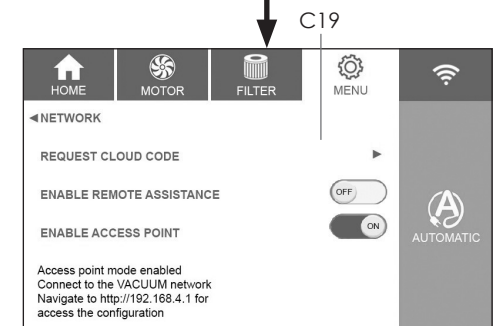 C19
HOME MOTOR FILTER MENU
NETWORK
REQUEST CLOUD CODE
ENABLE REMOTE ASSISTANCE OFF
ENABLE ACCESS POINT ON
A
AUTOMATIC
Access point mode enabled
Connect to the VACUUM network
Navigate to http://192.168.4.1 for
access the configuration